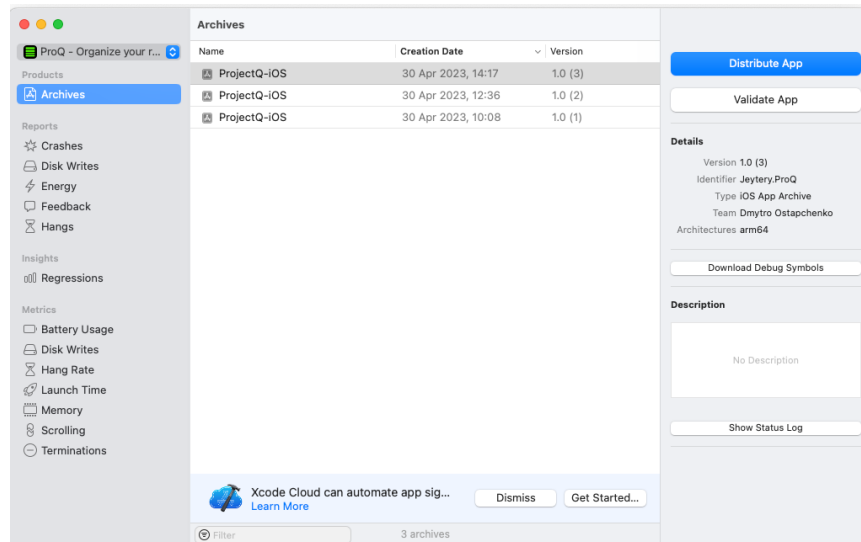 Archives
ProQ - Organize your r...
Products
Archives
Reports
Crashes
Disk Writes
Energy
Feedback
Hangs
Insights
Regressions
Metrics
Battery Usage
Disk Writes
Hang Rate
Launch Time
Memory
Scrolling
Terminations
Name Creation Date Version
ProjectQ-iOS 30 Apr 2023, 14:17 1.0 (3)
ProjectQ-iOS 30 Apr 2023, 12:36 1.0 (2)
ProjectQ-iOS 30 Apr 2023, 10:08 1.0 (1)
Xcode Cloud can automate app sig...
Learn More
Dismiss
Get Started...
Filter
3 archives
Distribute App
Validate App
Details
Version 1.0 (3)
Identifier Jeytery.ProQ
Type iOS App Archive
Team Dmytro Ostapchenko
Architectures arm64
Download Debug Symbols
Description
No Description
Show Status Log